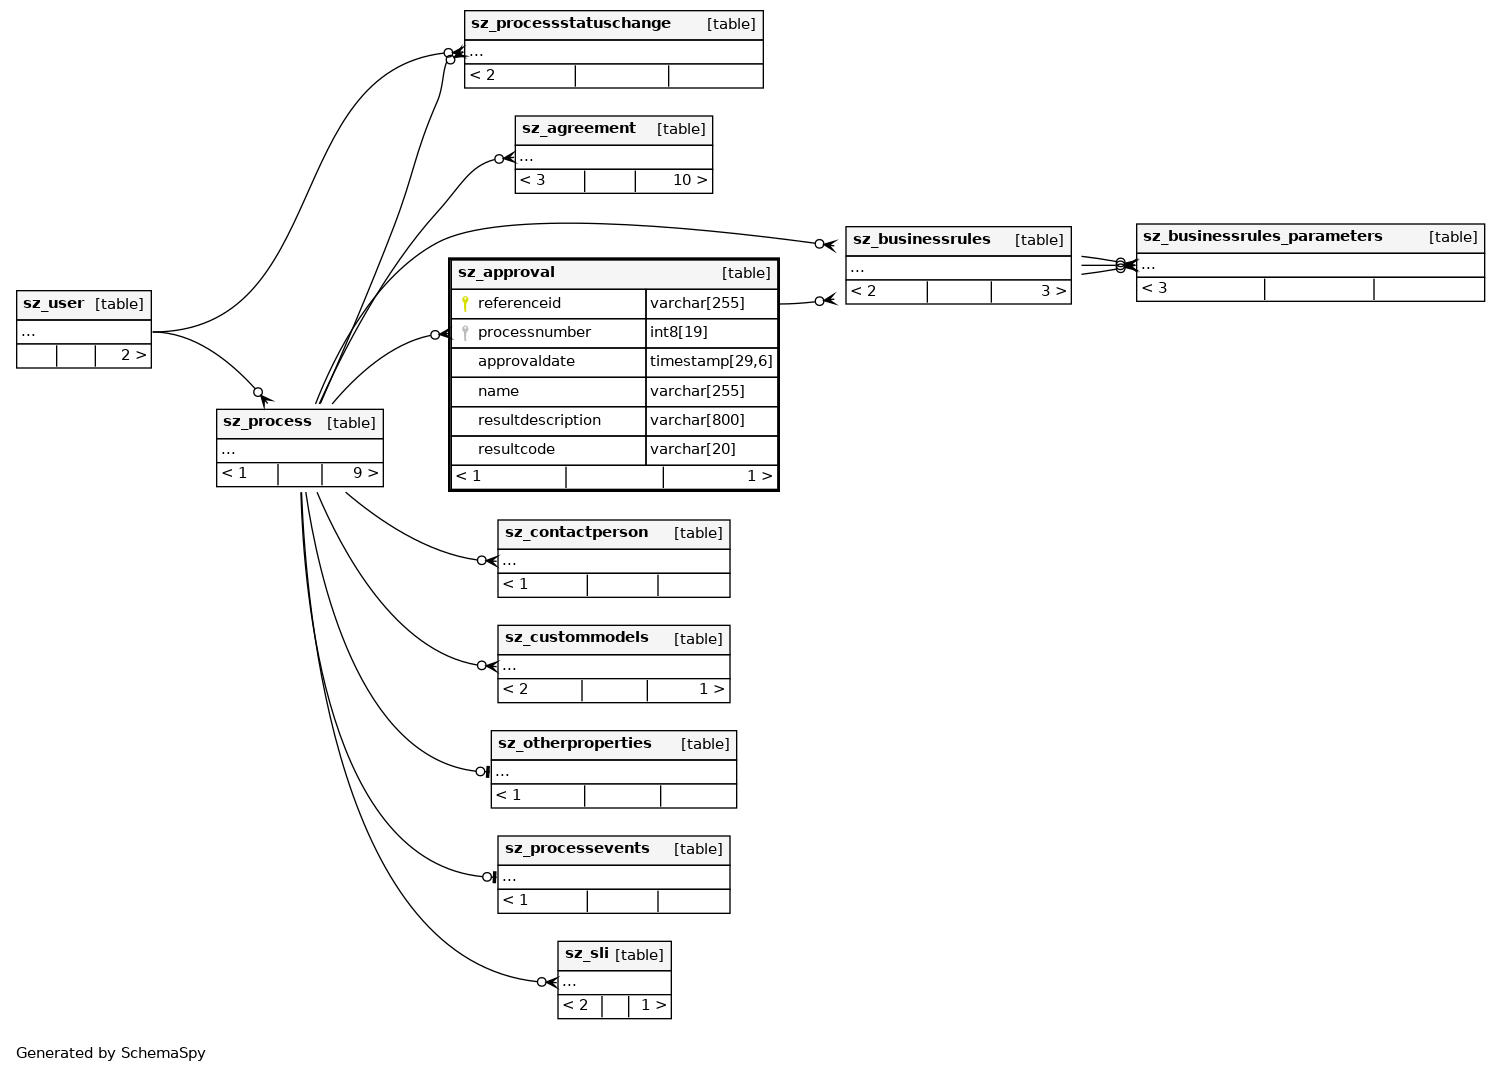 sz_processstatuschange [table]
...
< 2
sz_agreement [table]
...
< 3 10 >
sz_businessrules [table]
...
< 2 3 >
sz_businessrules_parameters [table]
...
< 3
sz_approval [table]
referenceid varchar[255]
processnumber int8[19]
approvaldate timestamp[29,6]
name varchar[255]
resultdescription varchar[800]
resultcode varchar[20]
< 1 1 >
sz_user [table]
...
2 >
sz_process [table]
...
< 1 9 >
sz_contactperson [table]
...
< 1
sz_custommodels [table]
...
< 2 1 >
sz_otherproperties [table]
...
< 1
sz_processevents [table]
...
< 1
sz_sli [table]
...
< 2 1 >
Generated by SchemaSpy